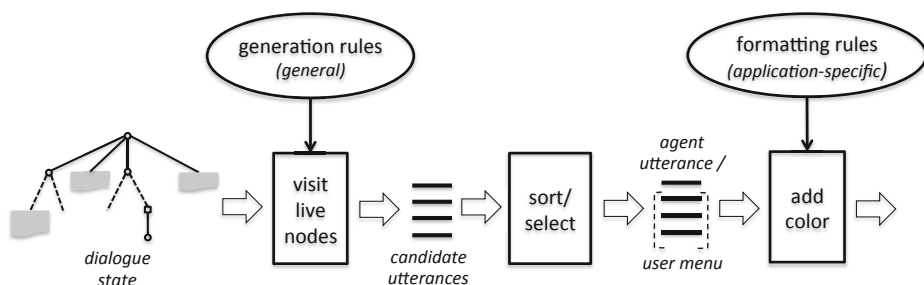 generation rules
(general)
formatting rules
(application-specific)
dialogue
state
visit
live
nodes
candidate
utterances
sort/
select
agent
utterance /
user menu
add
color